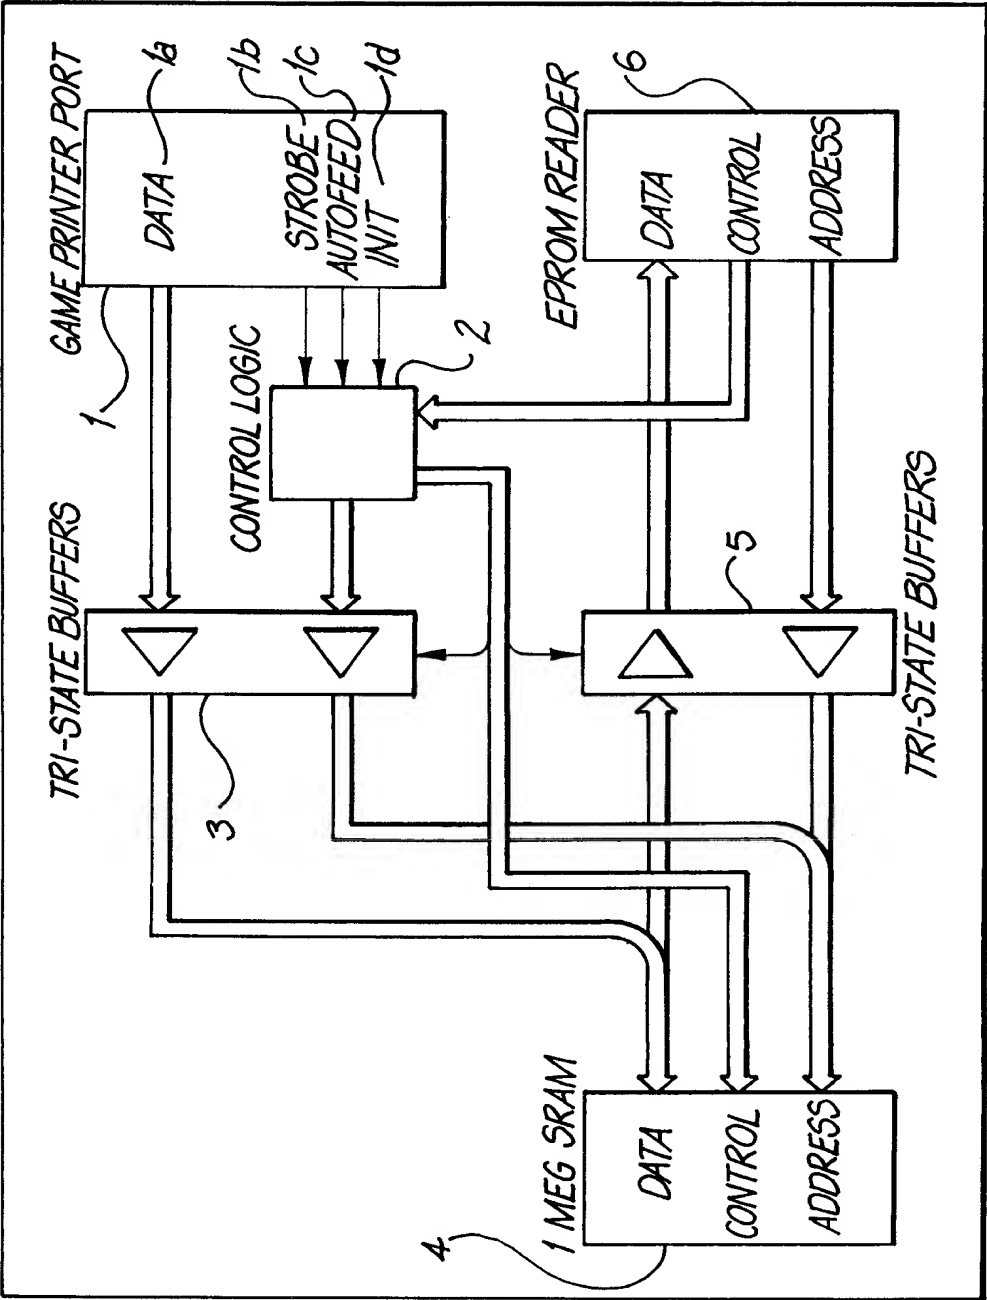 GAME PRINTER PORT
1
DATA
1a
STROBE
1b
AUTOFEED
1c
INIT
1d
CONTROL LOGIC
2
TRI-STATE BUFFERS
3
EPROM READER
6
DATA
CONTROL
ADDRESS
5
TRI-STATE BUFFERS
1 MEG SRAM
4
DATA
CONTROL
ADDRESS